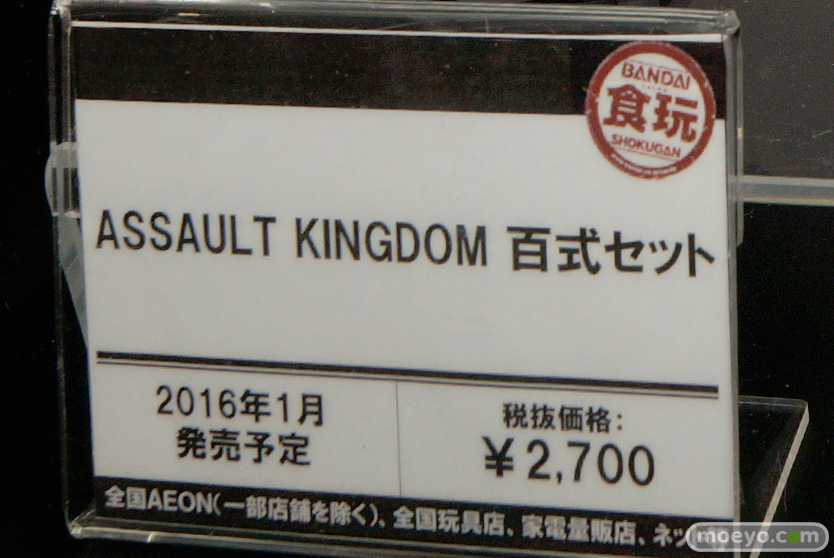 BANDAI
食玩
SHOKUGAN
ASSAULT KINGDOM 百式セット
2016年1月
発売予定
税抜価格:
￥2,700
全国AEON(一部店舗を除く)、全国玩具店、家電量販店、ネッ
moeyo.com